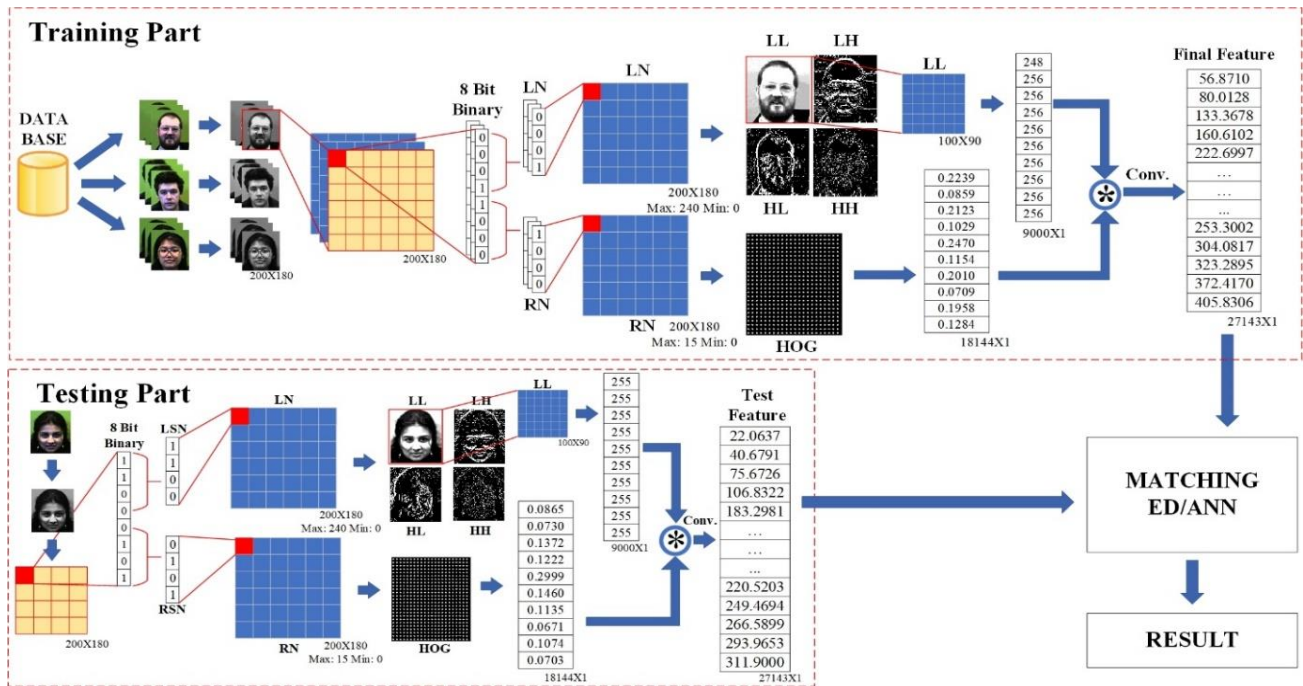 Training Part
DATA
BASE
200X180
200X180
8 Bit
Binary
0
0
0
1
1
0
0
0
LN
0
0
0
1
RN
1
0
0
0
LN
200X180
Max: 240 Min: 0
RN
200X180
Max: 15 Min: 0
LL
LH
HL
HH
HOG
LL
100X90
248
256
256
256
256
256
256
256
256
256
9000X1
0.2239
0.0859
0.2123
0.1029
0.2470
0.1154
0.2010
0.0709
0.1958
0.1284
18144X1
*
Conv.
Final Feature
56.8710
80.0128
133.3678
160.6102
222.6997
...
...
...
253.3002
304.0817
323.2895
372.4170
405.8306
27143X1
Testing Part
200X180
8 Bit
Binary
1
1
0
0
0
1
0
1
LSN
1
1
0
0
RSN
0
1
0
1
LN
200X180
Max: 240 Min: 0
RN
200X180
Max: 15 Min: 0
LL
LH
HL
HH
HOG
LL
100X90
255
255
255
255
255
255
255
255
255
255
9000X1
0.0865
0.0730
0.1372
0.1222
0.2999
0.1460
0.1135
0.0671
0.1074
0.0703
18144X1
*
Conv.
Test
Feature
22.0637
40.6791
75.6726
106.8322
183.2981
...
...
...
220.5203
249.4694
266.5899
293.9653
311.9000
27143X1
MATCHING
ED/ANN
RESULT